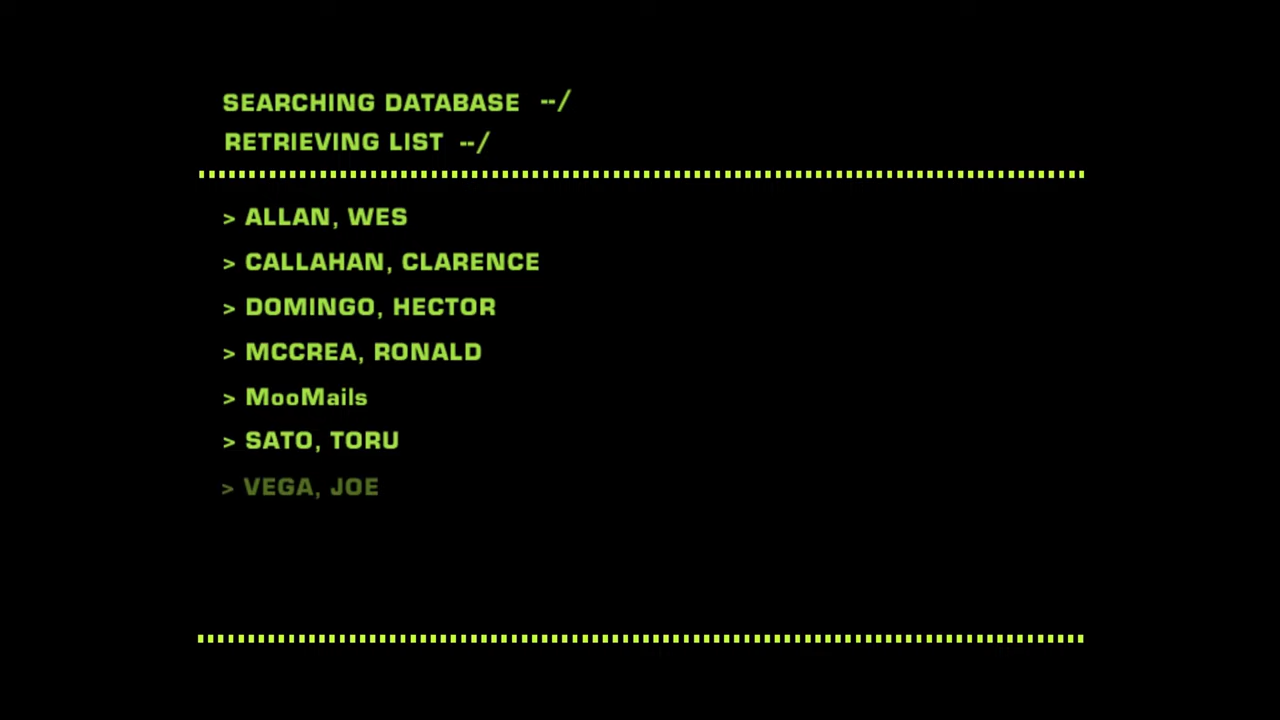 SEARCHING DATABASE --/
RETRIEVING LIST --/
> ALLAN, WES
> CALLAHAN, CLARENCE
> DOMINGO, HECTOR
> MCCREA, RONALD
> MooMails
> SATO, TORU
> VEGA, JOE